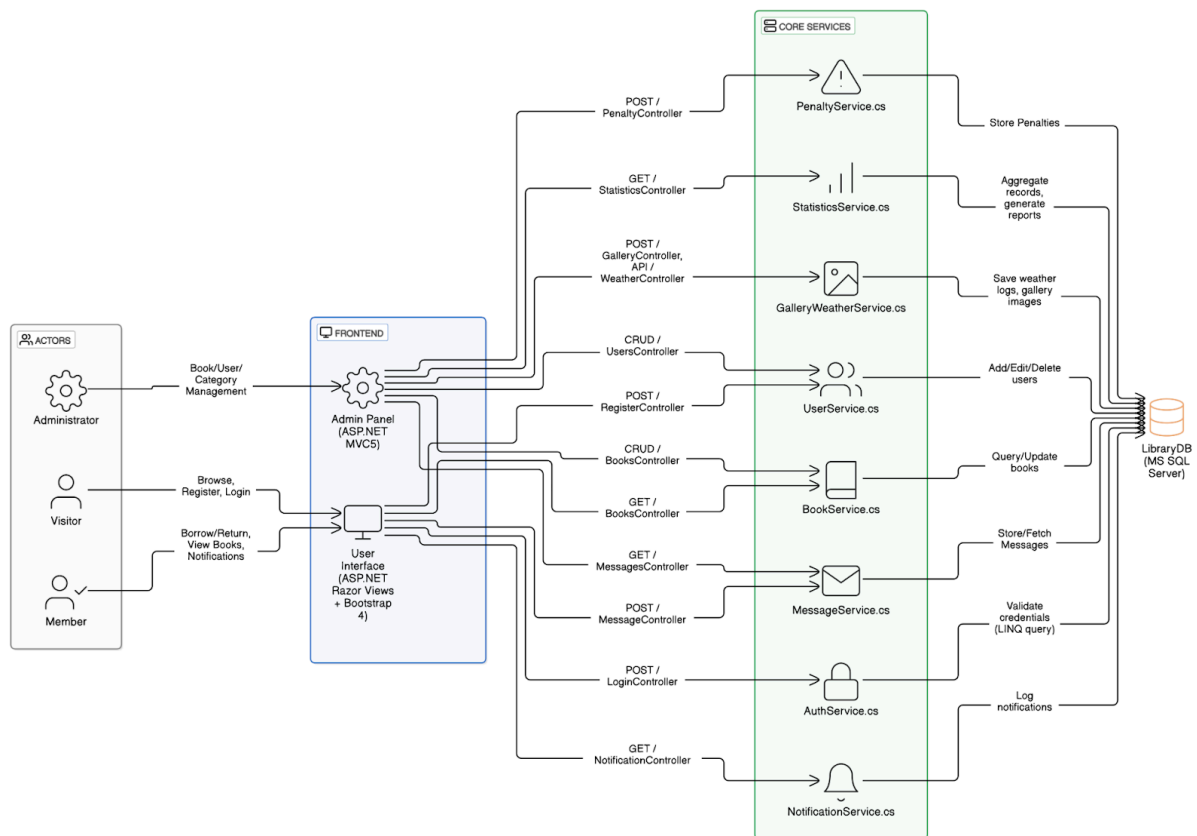 CORE SERVICES
POST /
PenaltyController
PenaltyService.cs
Store Penalties
GET /
StatisticsController
StatisticsService.cs
Aggregate
records,
generate
reports
POST /
GalleryController,
API /
WeatherController
GalleryWeatherService.cs
Save weather
logs, gallery
images
ACTORS
FRONTEND
Administrator
Book/User/
Category
Management
Admin Panel
(ASP.NET
MVC5)
CRUD /
UsersController
POST /
RegisterController
UserService.cs
Add/Edit/Delete
users
LibraryDB
(MS SQL
Server)
Visitor
Browse,
Register, Login
CRUD /
BooksController
GET /
BooksController
BookService.cs
Query/Update
books
Member
Borrow/Return,
View Books,
Notifications
User
Interface
(ASP.NET
Razor Views
+ Bootstrap
4)
GET /
MessagesController
POST /
MessageController
MessageService.cs
Store/Fetch
Messages
POST /
LoginController
AuthService.cs
Validate
credentials
(LINQ query)
GET /
NotificationController
NotificationService.cs
Log
notifications